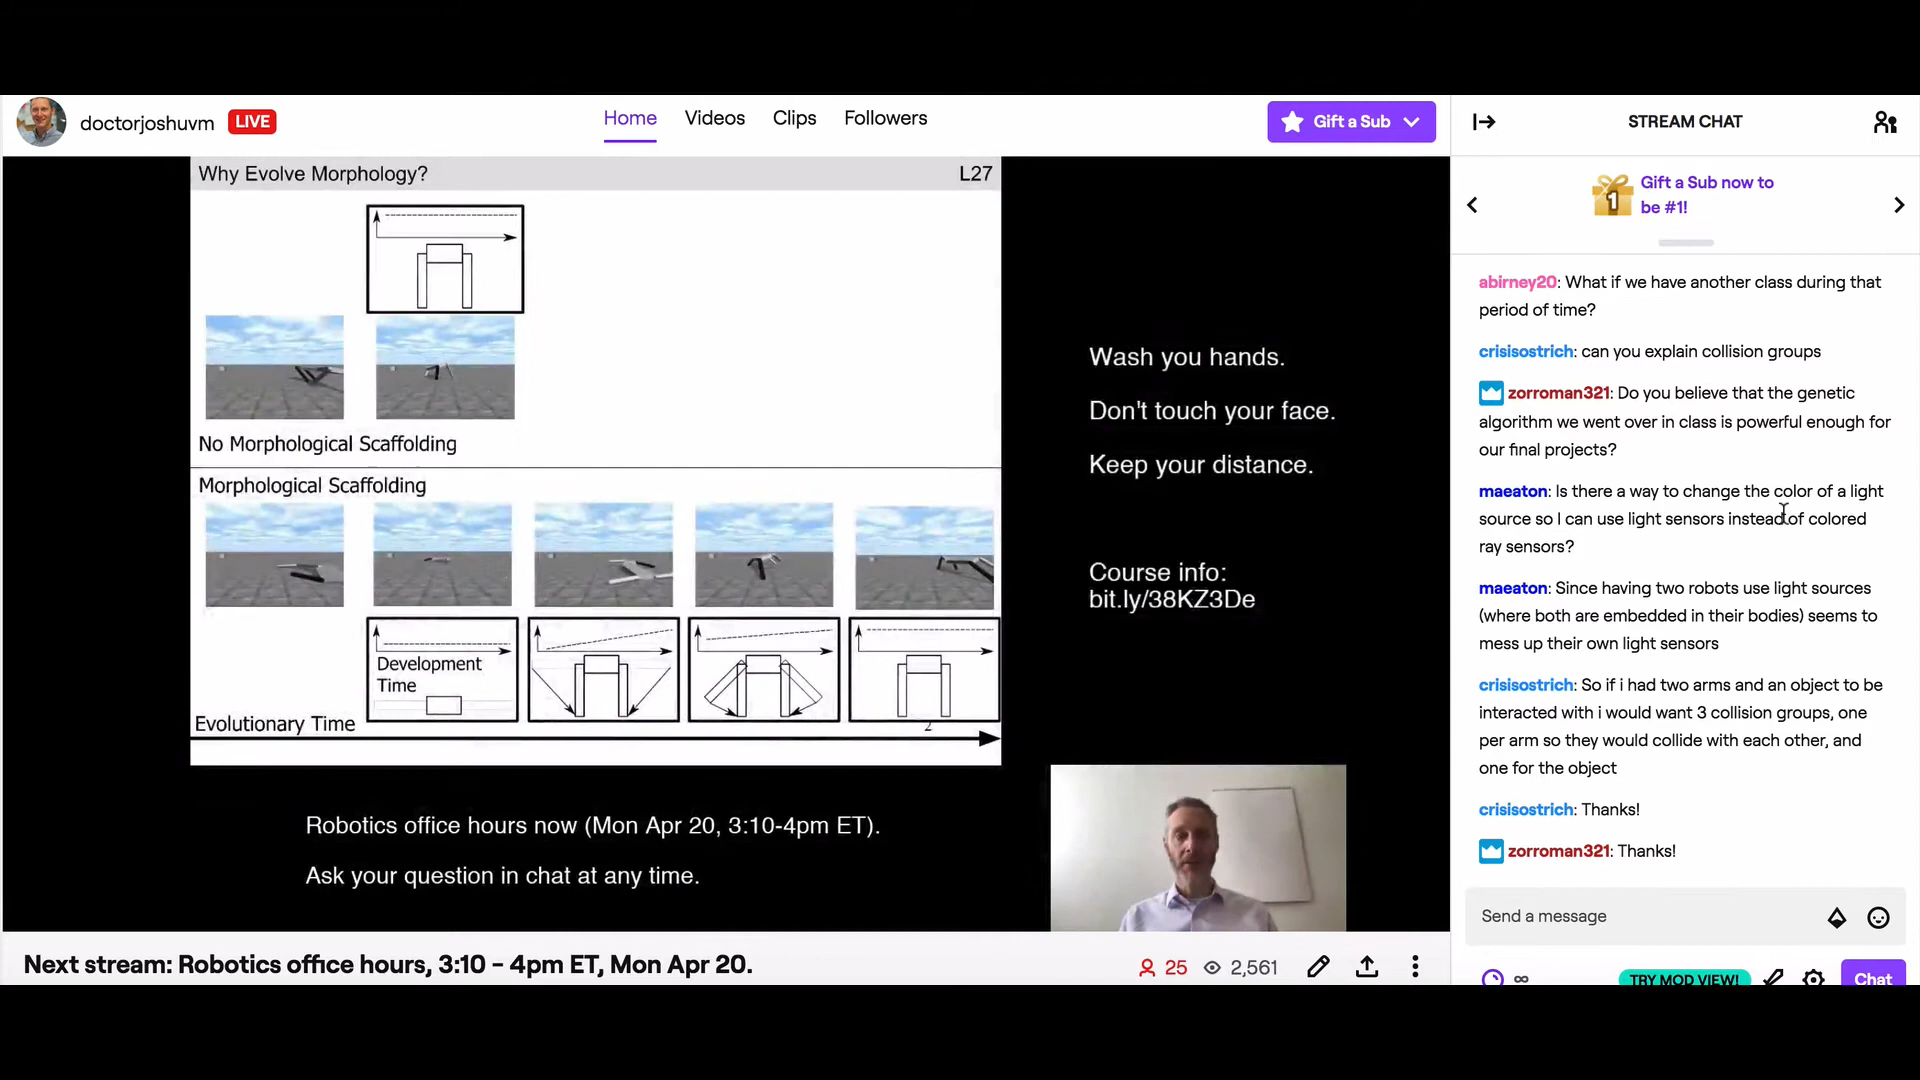 doctorjoshuvm LIVE
Home Videos Clips Followers
Gift a Sub
STREAM CHAT
1
Gift a Sub now to
be #1!
Why Evolve Morphology? L27
No Morphological Scaffolding
Morphological Scaffolding
Development
Time
Evolutionary Time
2
Wash you hands.
Don't touch your face.
Keep your distance.
Course info:
bit.ly/38KZ3De
Robotics office hours now (Mon Apr 20, 3:10-4pm ET).
Ask your question in chat at any time.
Next stream: Robotics office hours, 3:10 - 4pm ET, Mon Apr 20.
25 2,561
abirney20: What if we have another class during that
period of time?
crisisostrich: can you explain collision groups
zorroman321: Do you believe that the genetic
algorithm we went over in class is powerful enough for
our final projects?
maeaton: Is there a way to change the color of a light
source so I can use light sensors instead of colored
ray sensors?
maeaton: Since having two robots use light sources
(where both are embedded in their bodies) seems to
mess up their own light sensors
crisisostrich: So if i had two arms and an object to be
interacted with i would want 3 collision groups, one
per arm so they would collide with each other, and
one for the object
crisisostrich: Thanks!
zorroman321: Thanks!
Send a message
∞ TRY MOD VIEW! Chat